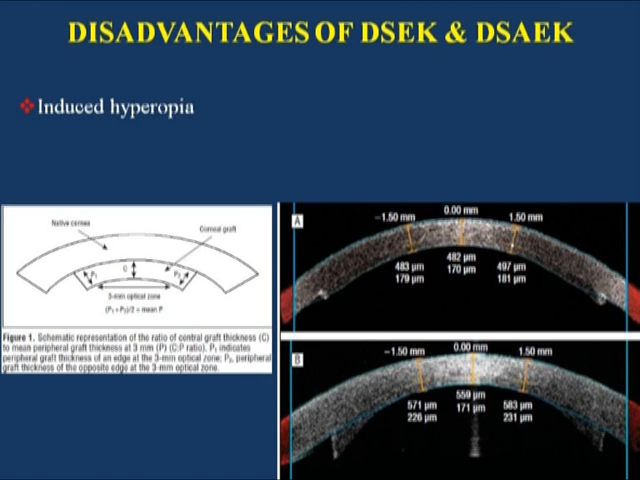 DISADVANTAGES OF DSEK & DSAEK
Induced hyperopia
Native cornea
Corneal graft
P₁
C
P₂
3-mm optical zone
(P₁ + P₂)/2 = mean P
Figure 1. Schematic representation of the ratio of central graft thickness (C)
to mean peripheral graft thickness at 3 mm (P) (C:P ratio). P₁ indicates
peripheral graft thickness of an edge at the 3-mm optical zone; P₂, peripheral
graft thickness of the opposite edge at the 3-mm optical zone.
A
−1.50 mm
0.00 mm
1.50 mm
483 µm
179 µm
482 µm
170 µm
497 µm
181 µm
B
−1.50 mm
0.00 mm
1.50 mm
571 µm
226 µm
559 µm
171 µm
583 µm
231 µm